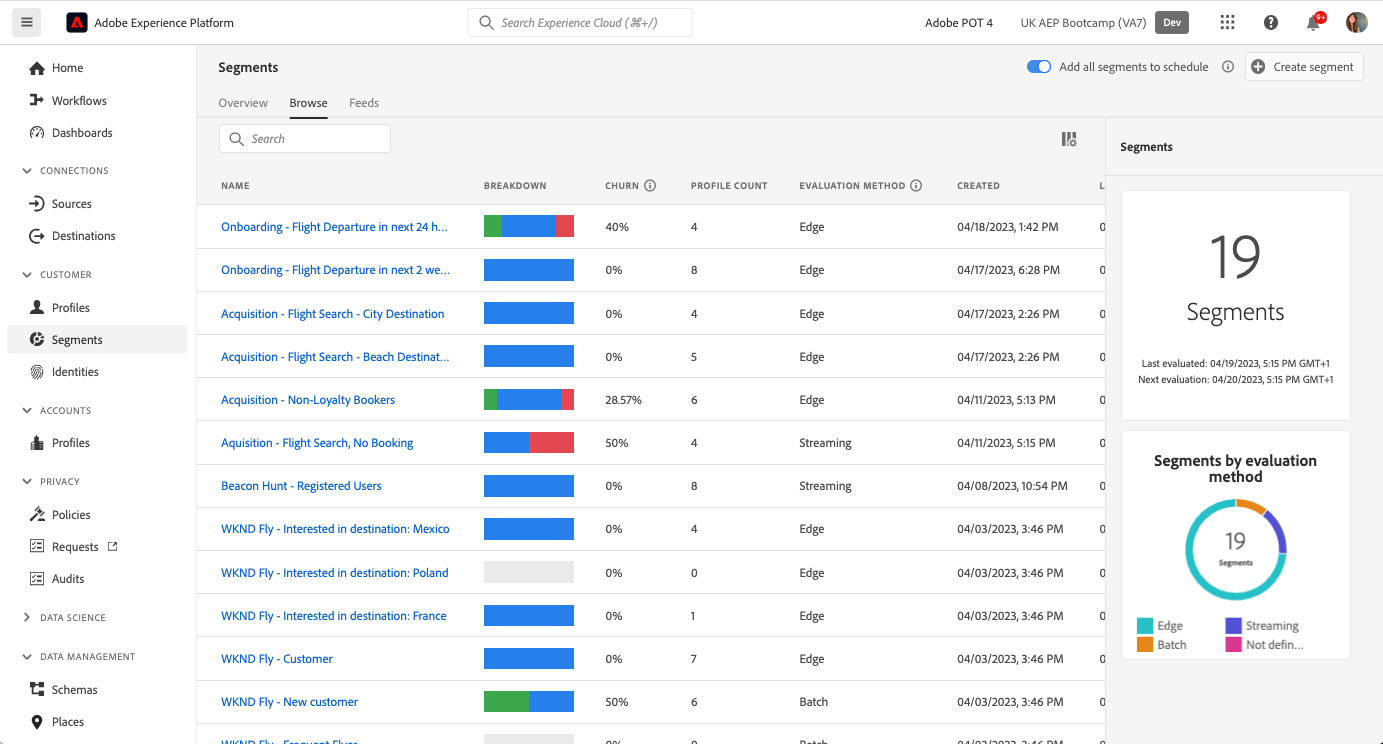 Adobe Experience Platform
Search Experience Cloud (⌘+/)
Adobe POT 4
UK AEP Bootcamp (VA7)
Dev
9+
Home
Workflows
Dashboards
CONNECTIONS
Sources
Destinations
CUSTOMER
Profiles
Segments
Identities
ACCOUNTS
Profiles
PRIVACY
Policies
Requests
Audits
DATA SCIENCE
DATA MANAGEMENT
Schemas
Places
Segments
Add all segments to schedule
Create segment
Overview Browse Feeds
Search
NAME BREAKDOWN CHURN PROFILE COUNT EVALUATION METHOD CREATED L
Onboarding - Flight Departure in next 24 h... 40% 4 Edge 04/18/2023, 1:42 PM 0
Onboarding - Flight Departure in next 2 we... 0% 8 Edge 04/17/2023, 6:28 PM 0
Acquisition - Flight Search - City Destination 0% 4 Edge 04/17/2023, 2:26 PM 0
Acquisition - Flight Search - Beach Destinat... 0% 5 Edge 04/17/2023, 2:26 PM 0
Acquisition - Non-Loyalty Bookers 28.57% 6 Edge 04/11/2023, 5:13 PM 0
Aquisition - Flight Search, No Booking 50% 4 Streaming 04/11/2023, 5:15 PM 0
Beacon Hunt - Registered Users 0% 8 Streaming 04/08/2023, 10:54 PM 0
WKND Fly - Interested in destination: Mexico 0% 4 Edge 04/03/2023, 3:46 PM 0
WKND Fly - Interested in destination: Poland 0% 0 Edge 04/03/2023, 3:46 PM 0
WKND Fly - Interested in destination: France 0% 1 Edge 04/03/2023, 3:46 PM 0
WKND Fly - Customer 0% 7 Edge 04/03/2023, 3:46 PM 0
WKND Fly - New customer 50% 6 Batch 04/03/2023, 3:46 PM 0
WKND Fly - Frequent Flyer 0% 0 Batch 04/03/2023, 3:46 PM 0
Segments
19
Segments
Last evaluated: 04/19/2023, 5:15 PM GMT+1
Next evaluation: 04/20/2023, 5:15 PM GMT+1
Segments by evaluation
method
19
Segments
Edge Streaming
Batch Not defin...